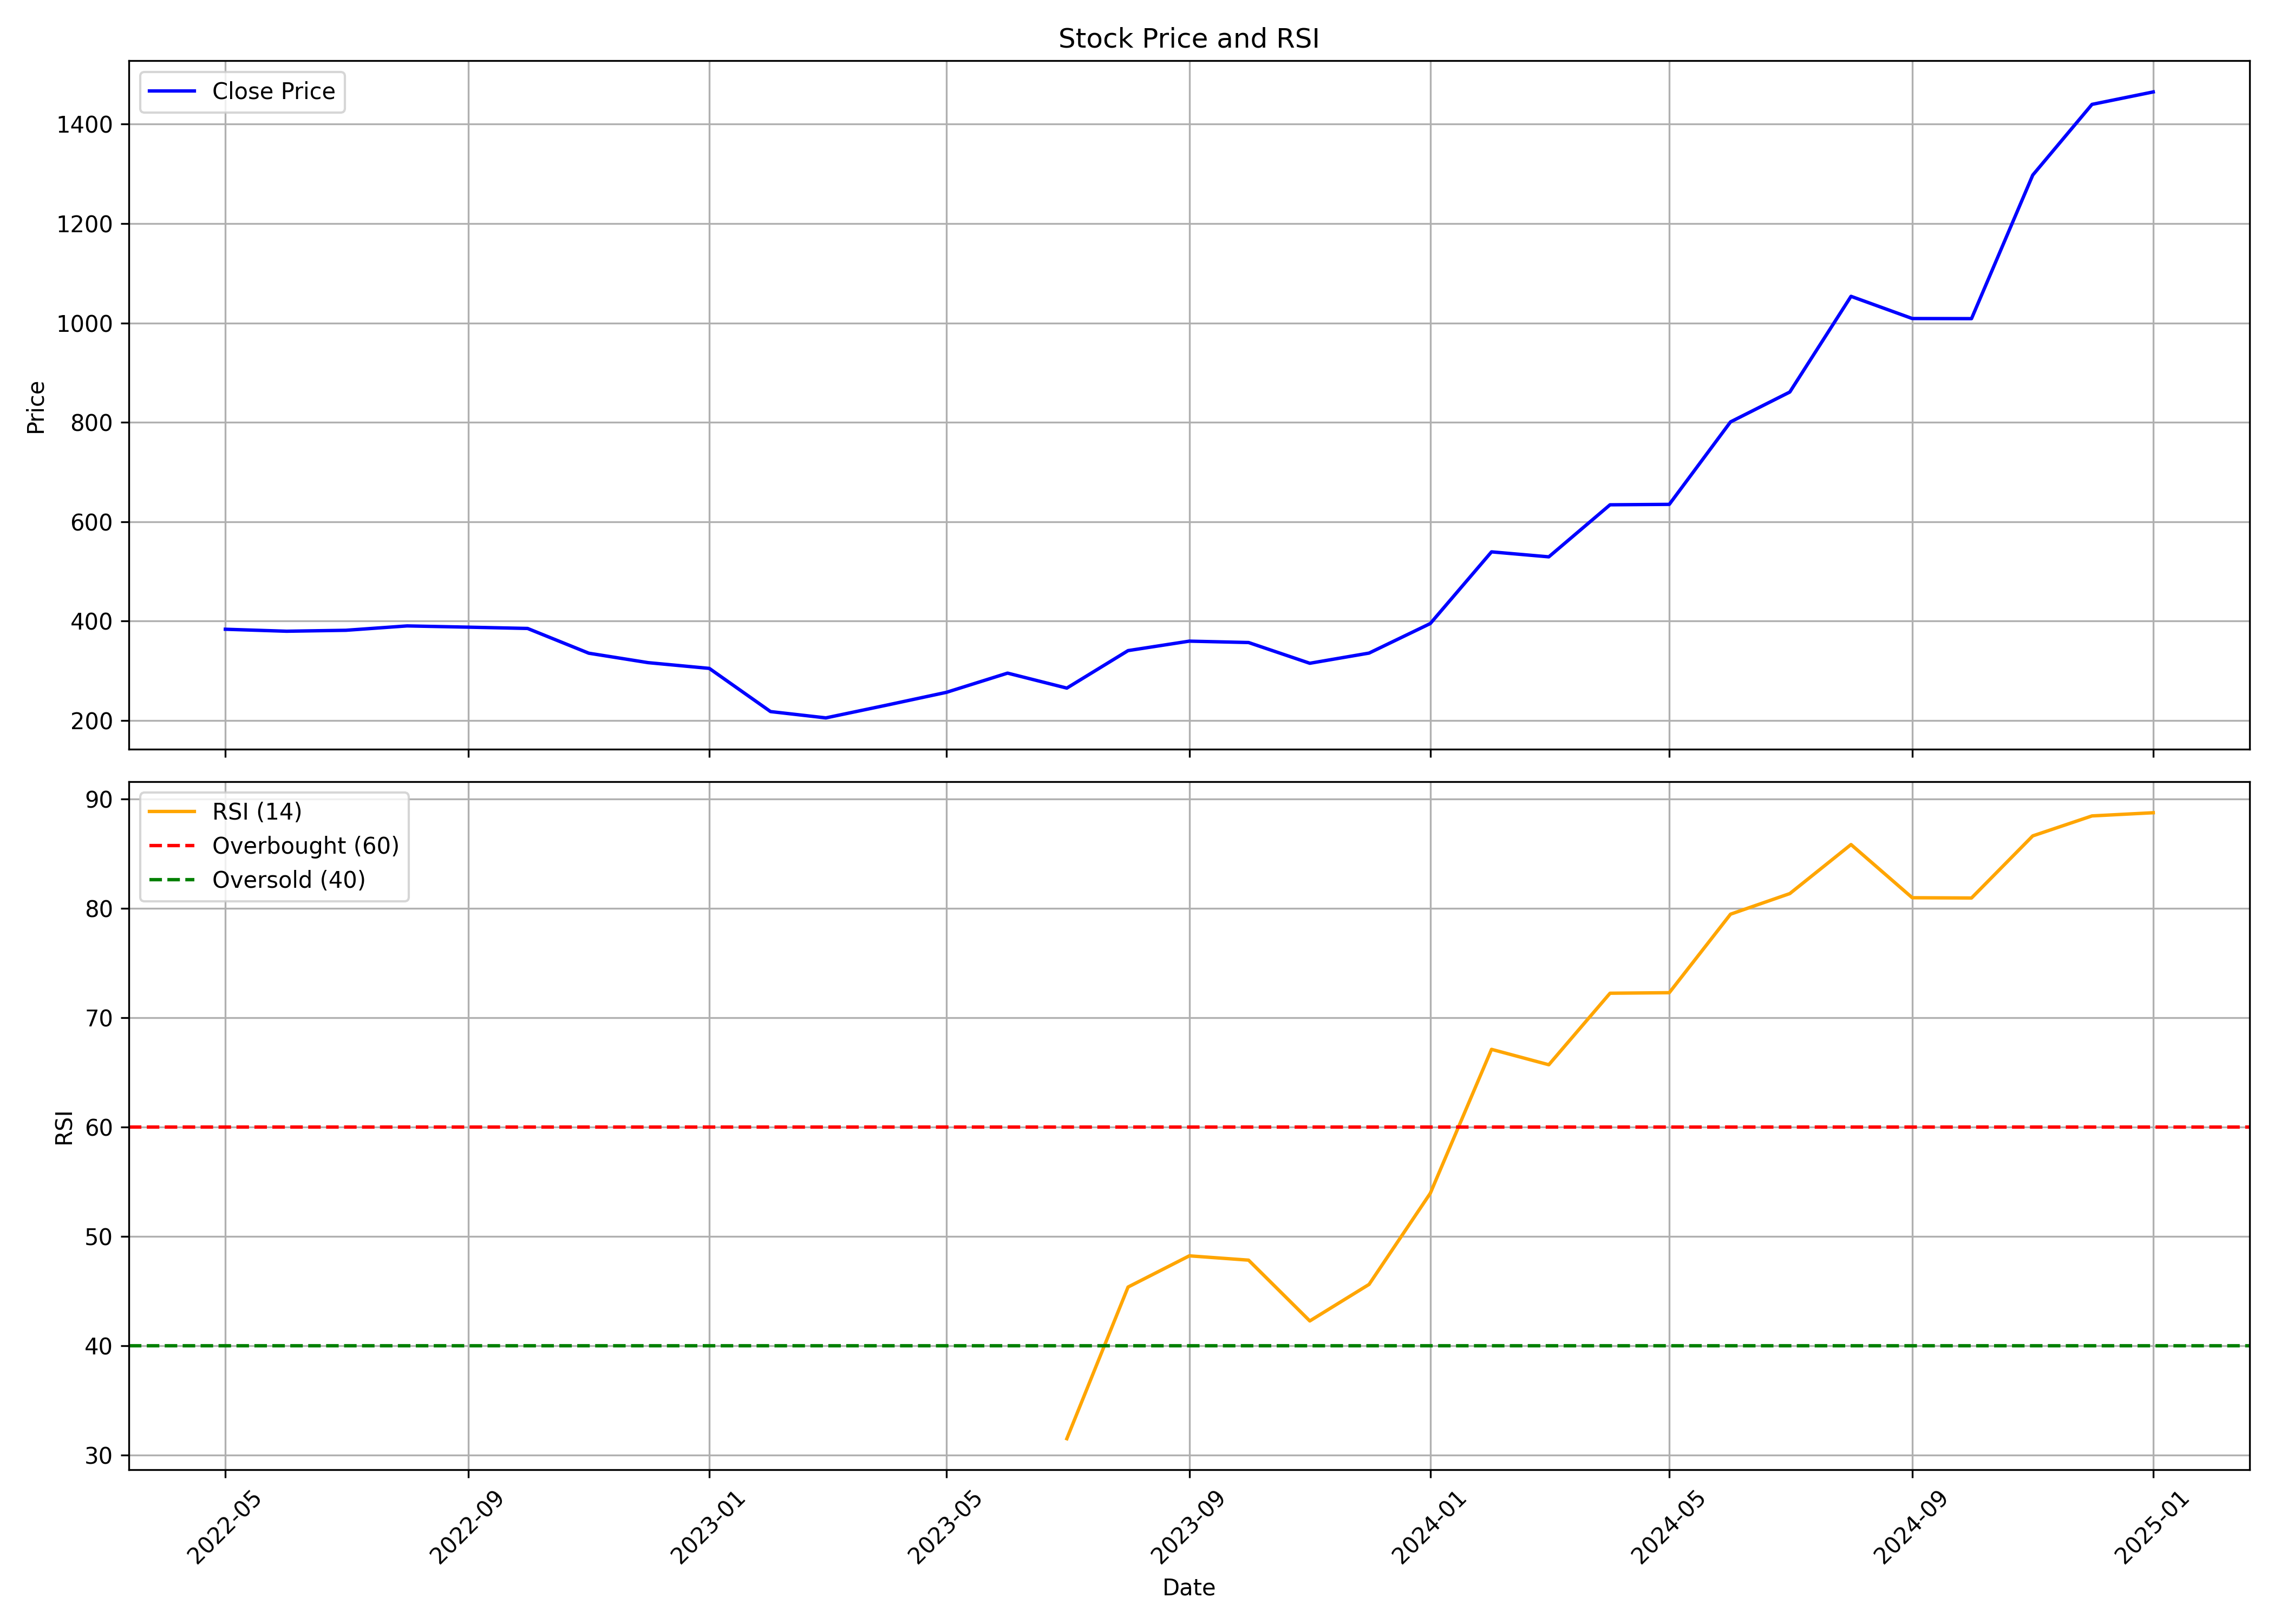 Stock Price and RSI
Close Price
1400
1200
1000
800
600
400
200
Price
RSI (14)
Overbought (60)
Oversold (40)
90
80
70
60
50
40
30
RSI
2022-05
2022-09
2023-01
2023-05
2023-09
2024-01
2024-05
2024-09
2025-01
Date